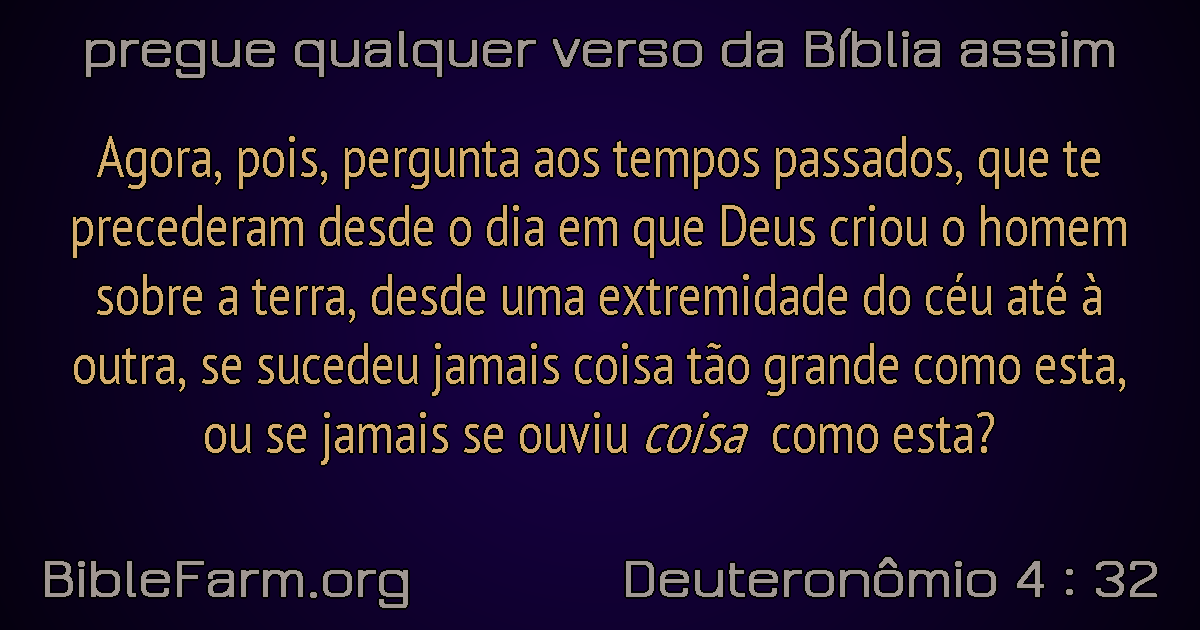 pregue qualquer verso da Bíblia assim
Agora, pois, pergunta aos tempos passados, que te
precederam desde o dia em que Deus criou o homem
sobre a terra, desde uma extremidade do céu até à
outra, se sucedeu jamais coisa tão grande como esta,
ou se jamais se ouviu coisa como esta?
BibleFarm.org
Deuteronômio 4 : 32